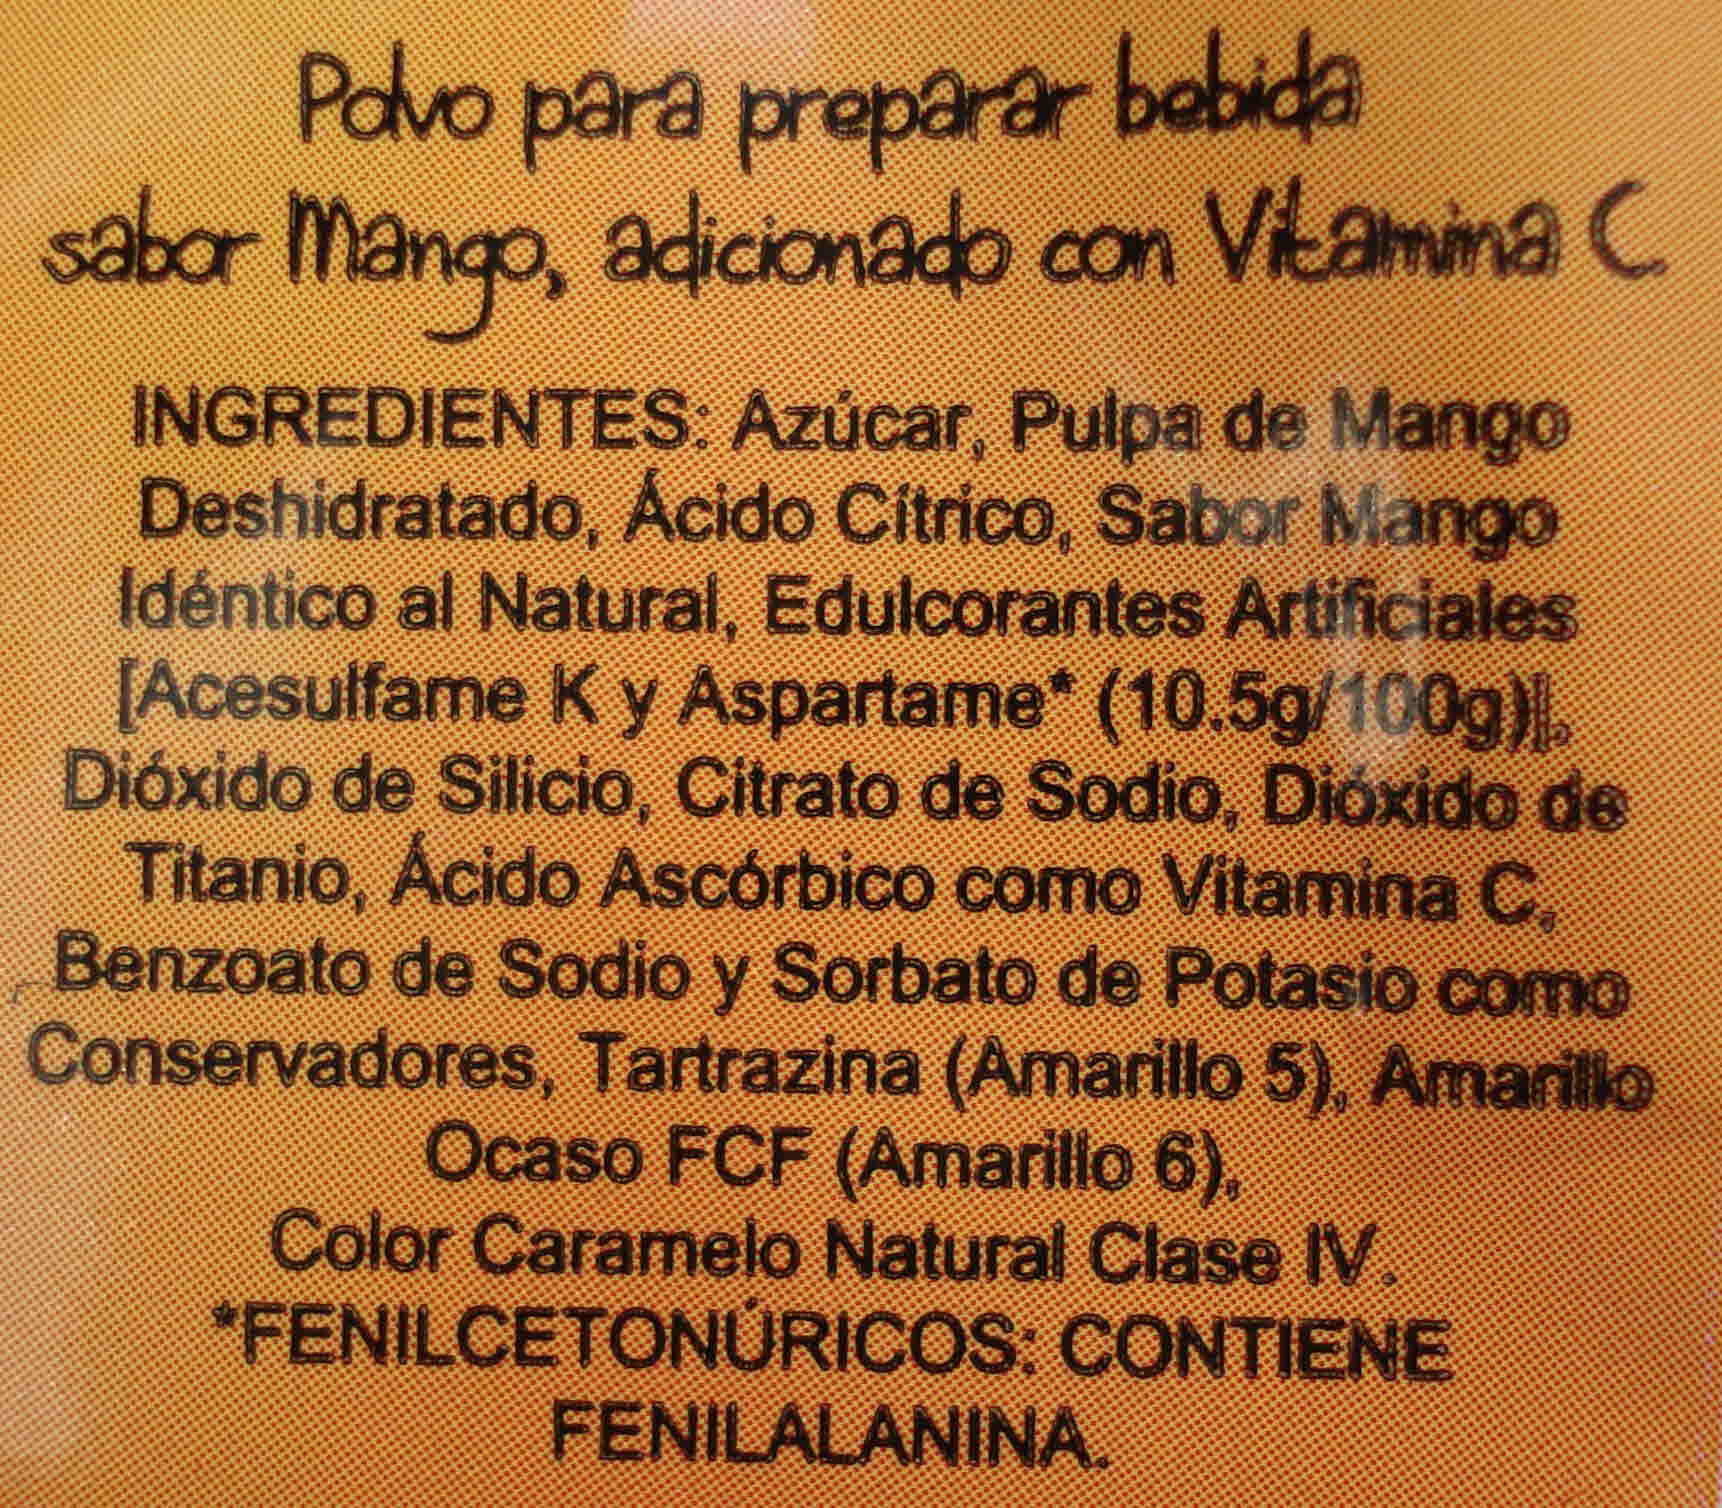 Polvo para preparar bebida
sabor Mango, adicionado con Vitamina C.
INGREDIENTES: Azúcar, Pulpa de Mango
Deshidratado, Ácido Cítrico, Sabor Mango
Idéntico al Natural, Edulcorantes Artificiales
[Acesulfame K y Aspartame* (10.5g/100g)],
Dióxido de Silicio, Citrato de Sodio, Dióxido de
Titanio, Ácido Ascórbico como Vitamina C,
Benzoato de Sodio y Sorbato de Potasio como
Conservadores, Tartrazina (Amarillo 5), Amarillo
Ocaso FCF (Amarillo 6),
Color Caramelo Natural Clase IV.
*FENILCETONÚRICOS: CONTIENE
FENILALANINA.